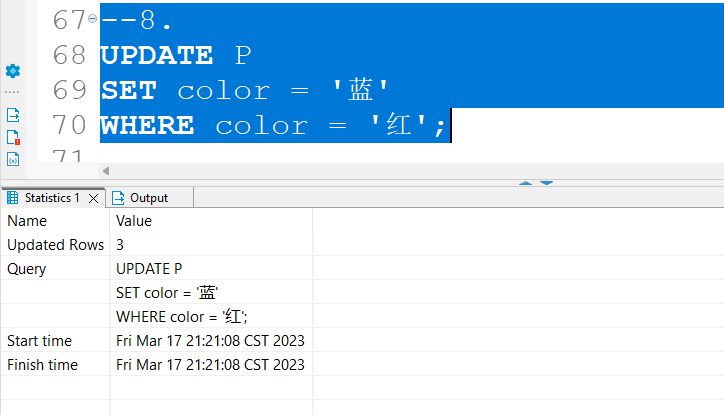 67 --8.
68 UPDATE P
69 SET color = '蓝'
70 WHERE color = '红';
71
Statistics 1 Output
Name Value
Updated Rows 3
Query UPDATE P
SET color = '蓝'
WHERE color = '红';
Start time Fri Mar 17 21:21:08 CST 2023
Finish time Fri Mar 17 21:21:08 CST 2023